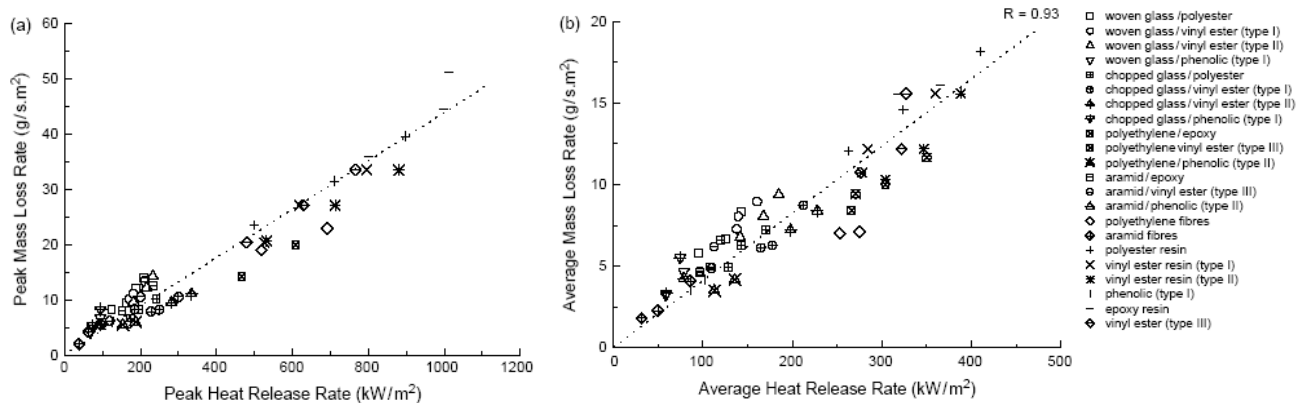 (a)
Peak Mass Loss Rate (g/s.m²)
60
50
40
30
20
10
0
0 200 400 600 800 1000 1200
Peak Heat Release Rate (kW/m²)
(b)
R = 0.93
Average Mass Loss Rate (g/s.m²)
20
15
10
5
0
0 100 200 300 400 500
Average Heat Release Rate (kW/m²)
woven glass/polyester
woven glass/vinyl ester (type I)
woven glass/vinyl ester (type II)
woven glass/phenolic (type I)
chopped glass/polyester
chopped glass/vinyl ester (type I)
chopped glass/vinyl ester (type II)
chopped glass/phenolic (type I)
polyethylene/epoxy
polyethylene vinyl ester (type III)
polyethylene/phenolic (type II)
aramid/epoxy
aramid/vinyl ester (type III)
aramid/phenolic (type II)
polyethylene fibres
aramid fibres
polyester resin
vinyl ester resin (type I)
vinyl ester resin (type II)
phenolic (type I)
epoxy resin
vinyl ester (type III)